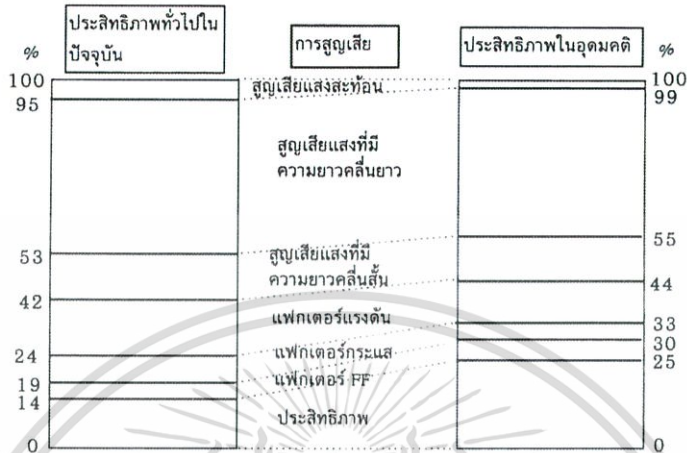 ประสิทธิภาพทั่วไปใน
ปัจจุบัน
การสูญเสีย
ประสิทธิภาพในอุดมคติ
%
%
100
สูญเสียแสงสะท้อน
100
95
99
สูญเสียแสงที่มี
ความยาวคลื่นยาว
53
สูญเสียแสงที่มี
ความยาวคลื่นสั้น
55
42
44
แฟกเตอร์แรงดัน
33
24
แฟกเตอร์กระแส
30
19
แฟกเตอร์ FF
25
14
ประสิทธิภาพ
0
0